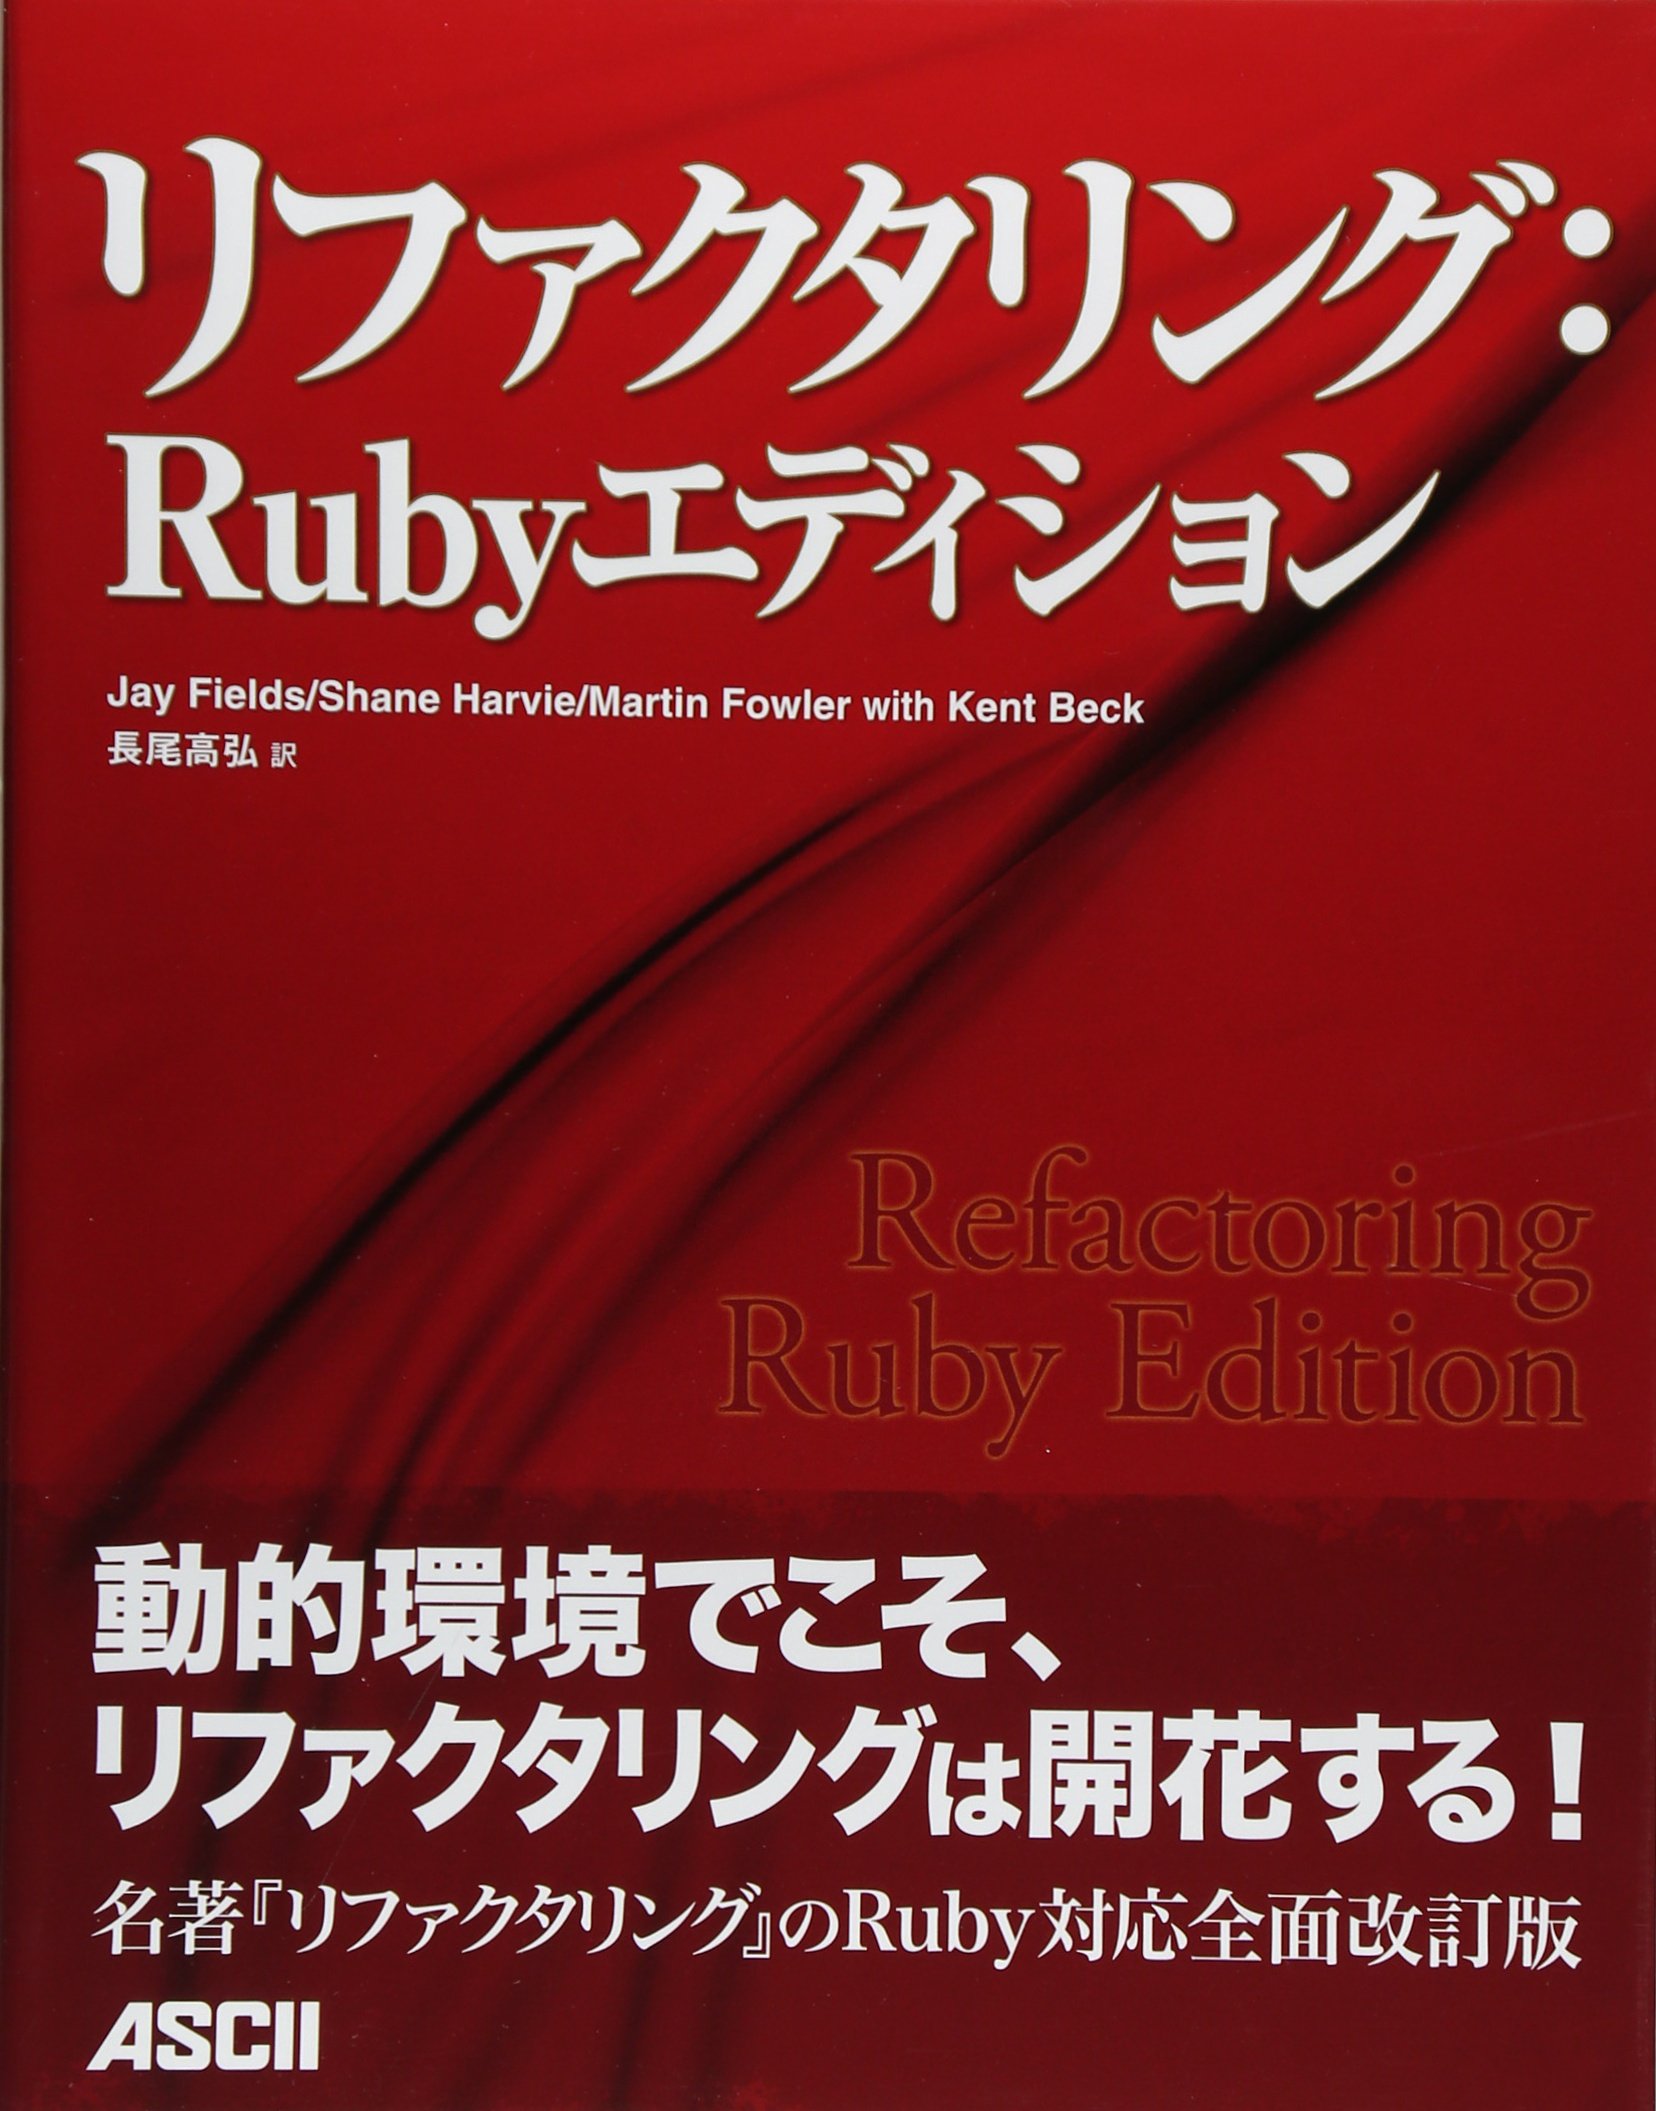 リファクタリング：
Rubyエディション
Jay Fields/Shane Harvie/Martin Fowler with Kent Beck
長尾高弘 訳
Refactoring
Ruby Edition
動的環境でこそ、
リファクタリングは開花する！
名著『リファクタリング』のRuby対応全面改訂版
ASCII